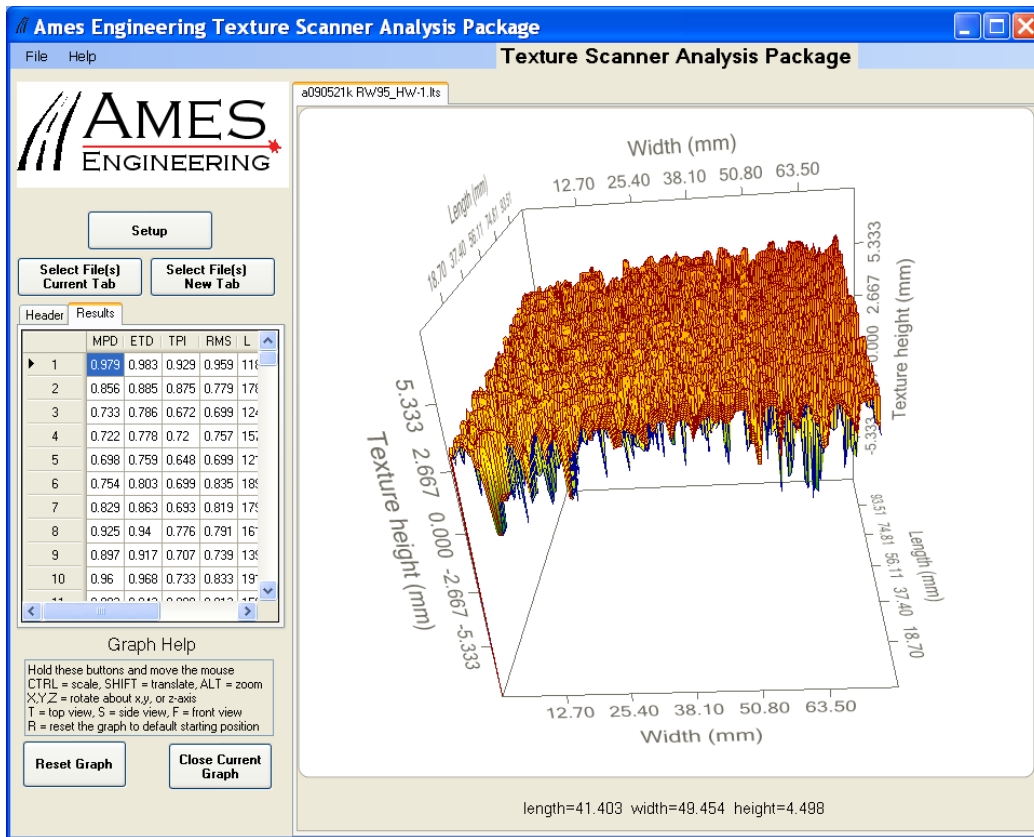 Ames Engineering Texture Scanner Analysis Package
File Help
Texture Scanner Analysis Package
AMES
ENGINEERING
Setup
Select File(s)
Current Tab
Select File(s)
New Tab
Header Results
MPD ETD TPI RMS L
1 0.979 0.983 0.929 0.959
2 0.856 0.885 0.875 0.779 178
3 0.733 0.786 0.672 0.699
4 0.722 0.778 0.72 0.757
5 0.698 0.759 0.648 0.699
6 0.754 0.803 0.699 0.835
7 0.829 0.863 0.693 0.819
8 0.925 0.94 0.776 0.791
9 0.897 0.917 0.707 0.739
10 0.96 0.968 0.733 0.833
Graph Help
Hold these buttons and move the mouse
CTRL = scale, SHIFT = translate, ALT = zoom
X,Y,Z = rotate about x,y, or z-axis
T = top view, S = side view, F = front view
R = reset the graph to default starting position
Reset Graph
Close Current
Graph
a090521k RW95_HW-1.lts
Width (mm)
12.70 25.40 38.10 50.80 63.50
Length (mm)
18.70 37.40 56.11 74.81 93.51
5.333 2.667 0.000 -5.333
Texture height (mm)
5.333 2.667 0.000 -2.667 -5.333
Texture height (mm)
93.51 74.81 56.11 37.40 18.70
Length (mm)
12.70 25.40 38.10 50.80 63.50
Width (mm)
length=41.403 width=49.454 height=4.498